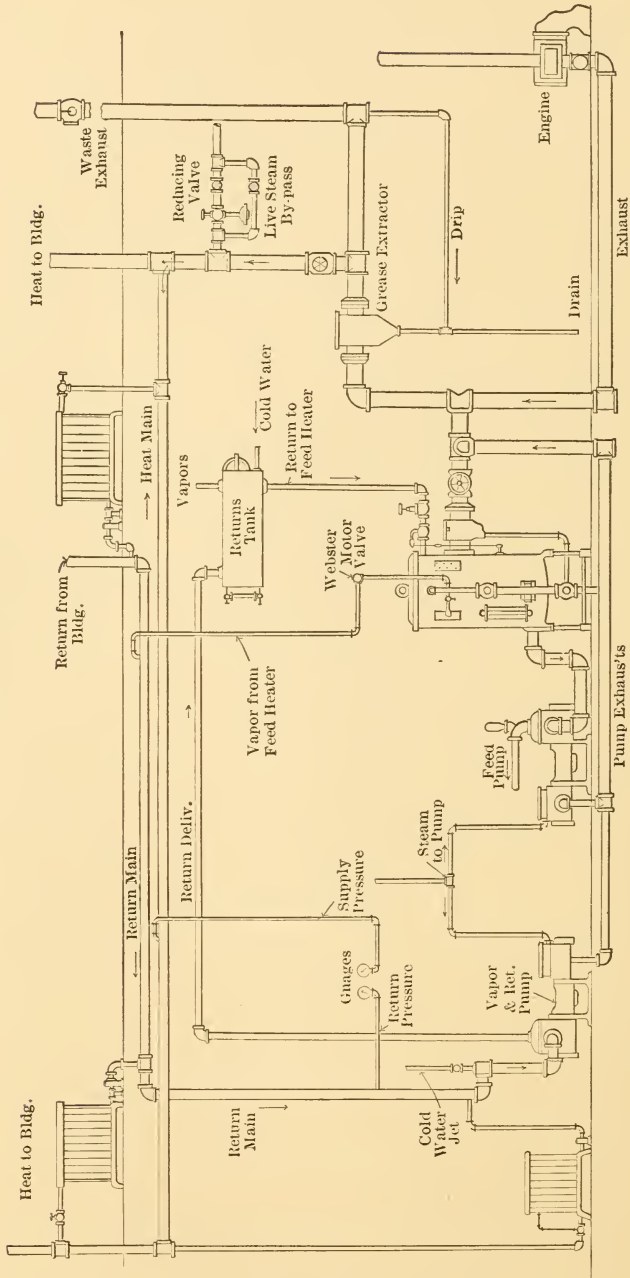 Heat to Bldg.
Return Main
Return from
Bldg.
Heat Main
Heat to Bldg.
Waste
Exhaust
Reducing
Valve
Live Steam
By-pass
Vapors
Returns
Tank
Cold Water
Return to
Feed Heater
Grease Extractor
Drip
Drain
Engine
Exhaust
Return Deliv.
Vapor from
Feed Heater
Webster
Motor
Valve
Supply
Pressure
Guages
Return
Pressure
Steam
to Pump
Feed
Pump
Return
Main
Cold
Water
Jet
Vapor
& Ret.
Pump
Pump Exhaus'ts